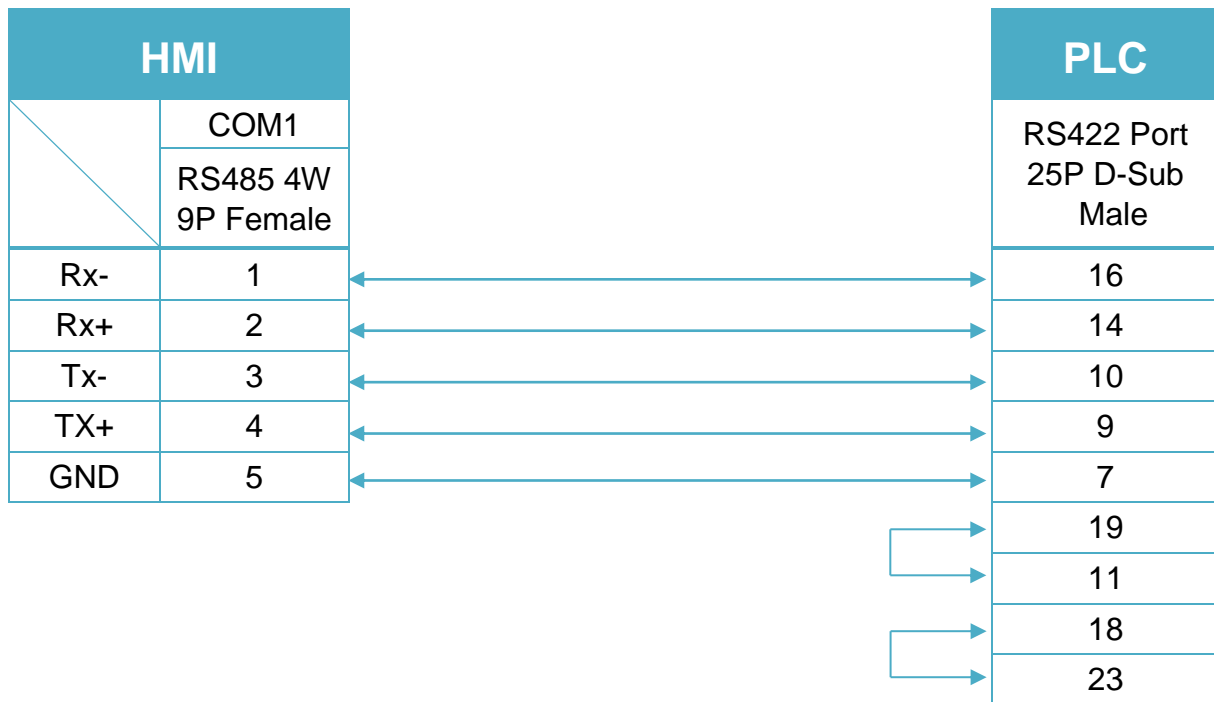 HMI
PLC
COM1
RS485 4W
9P Female
RS422 Port
25P D-Sub
Male
Rx- 1 16
Rx+ 2 14
Tx- 3 10
TX+ 4 9
GND 5 7
19
11
18
23